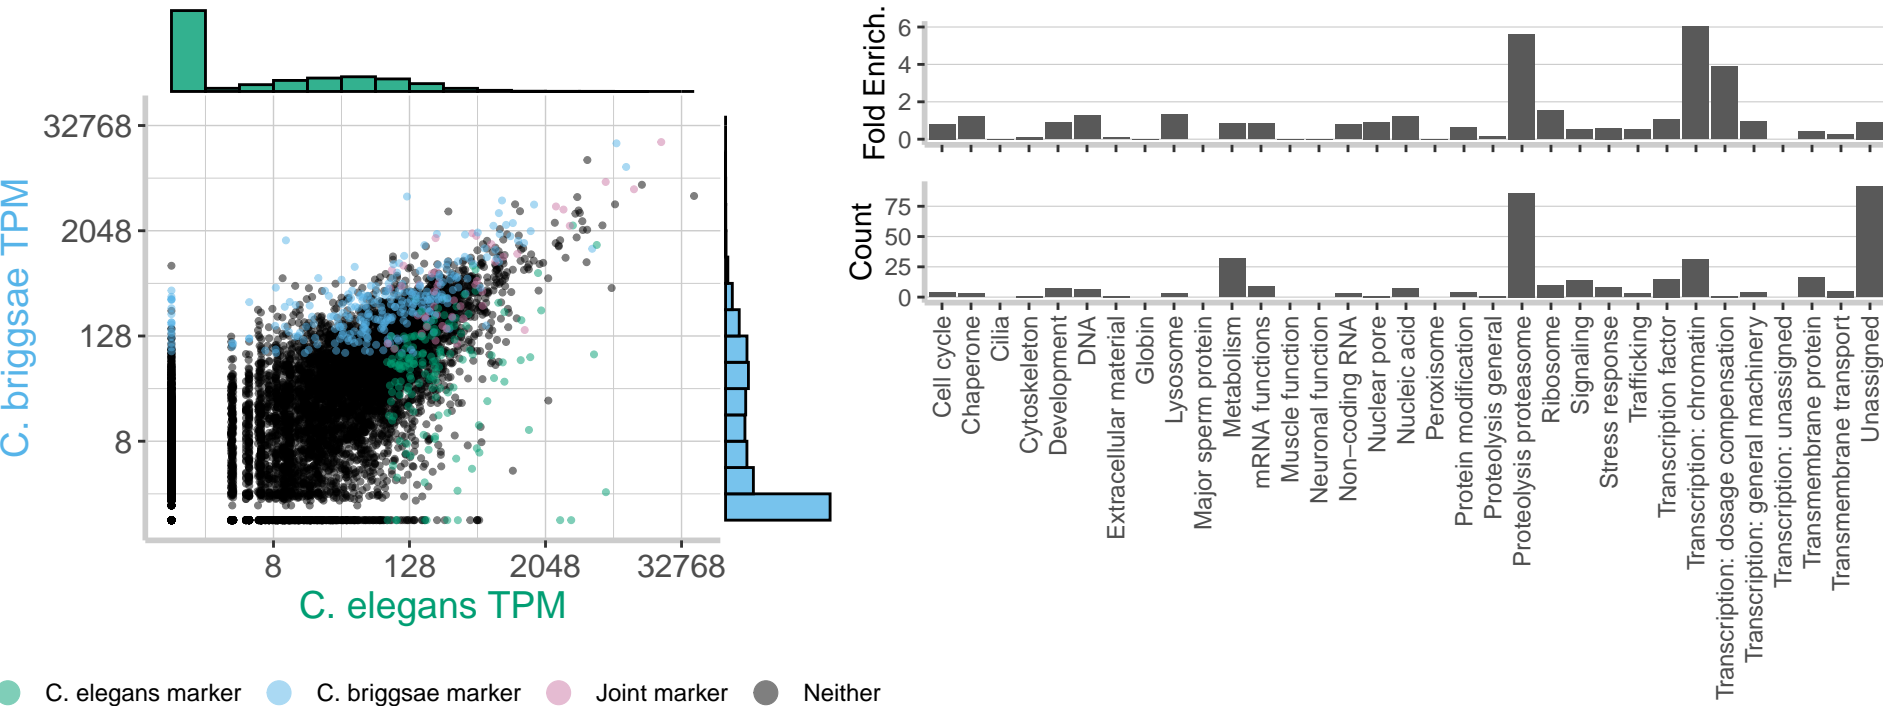 32768
2048
128
8
C. briggsae TPM
8
128
2048
32768
C. elegans TPM
C. elegans marker
C. briggsae marker
Joint marker
Neither
Fold Enrich.
6
4
2
0
Count
75
50
25
0
Cell cycle
Chaperone
Cilia
Cytoskeleton
Development
DNA
Extracellular material
Globin
Lysosome
Major sperm protein
Metabolism
mRNA functions
Muscle function
Neuronal function
Non−coding RNA
Nuclear pore
Nucleic acid
Peroxisome
Protein modification
Proteolysis general
Proteolysis proteasome
Ribosome
Signaling
Stress response
Trafficking
Transcription factor
Transcription: chromatin
Transcription: dosage compensation
Transcription: general machinery
Transcription: unassigned
Transmembrane protein
Transmembrane transport
Unassigned